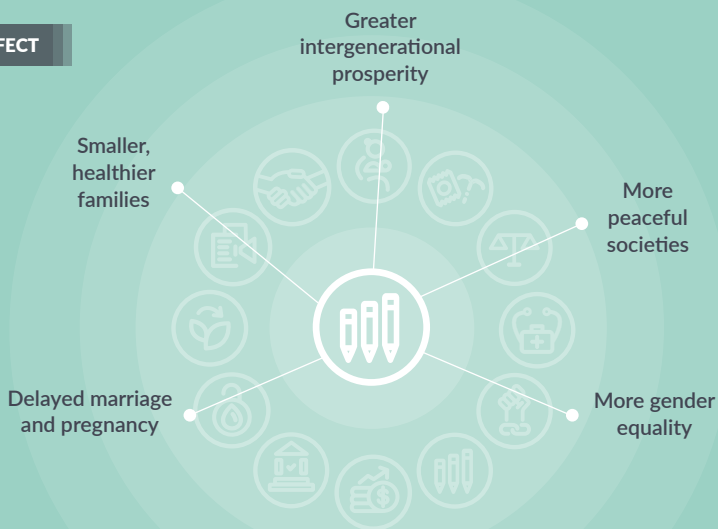 FECT
Greater
intergenerational
prosperity
Smaller,
healthier
families
More
peaceful
societies
Delayed marriage
and pregnancy
More gender
equality